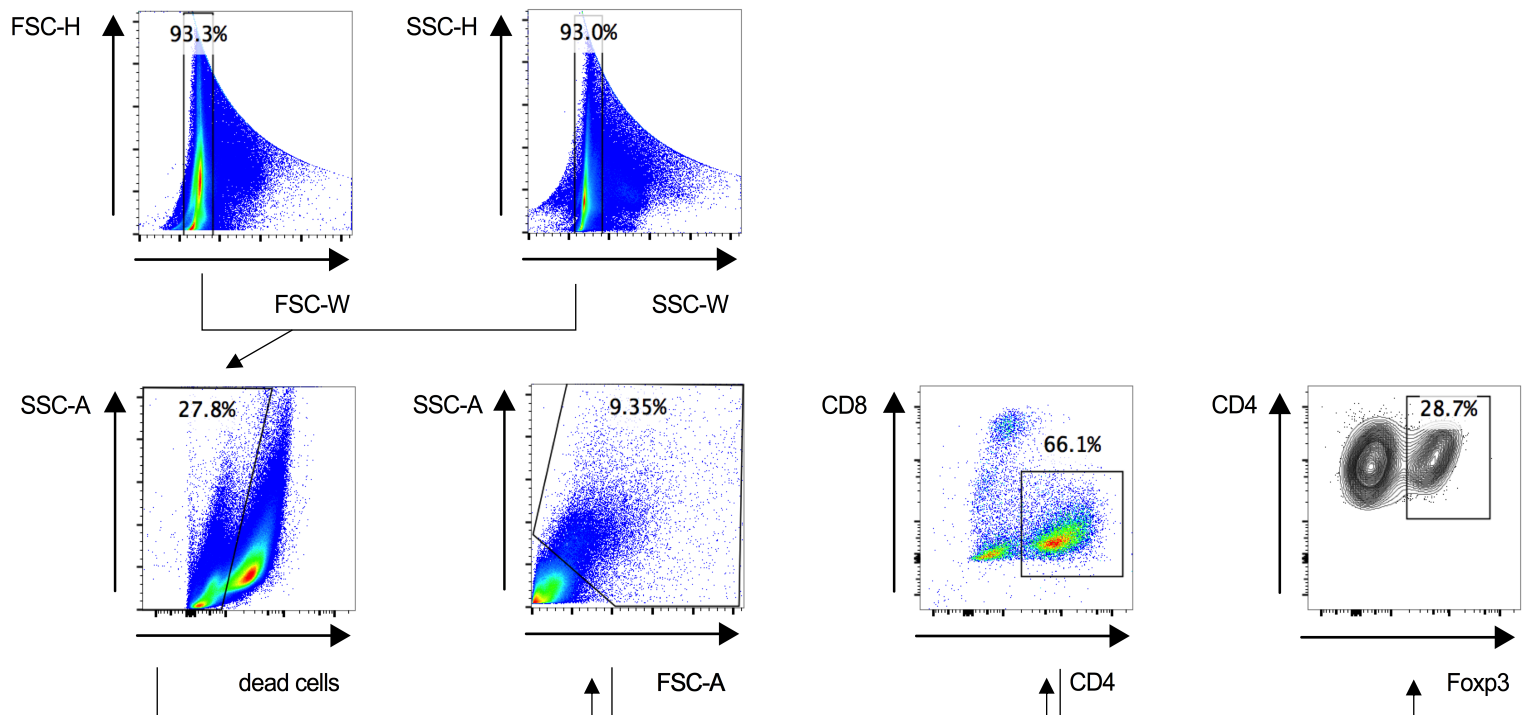 FSC-H
93.3%
SSC-H
93.0%
FSC-W
SSC-W
SSC-A
27.8%
SSC-A
9.35%
CD8
66.1%
CD4
28.7%
dead cells
FSC-A
CD4
Foxp3